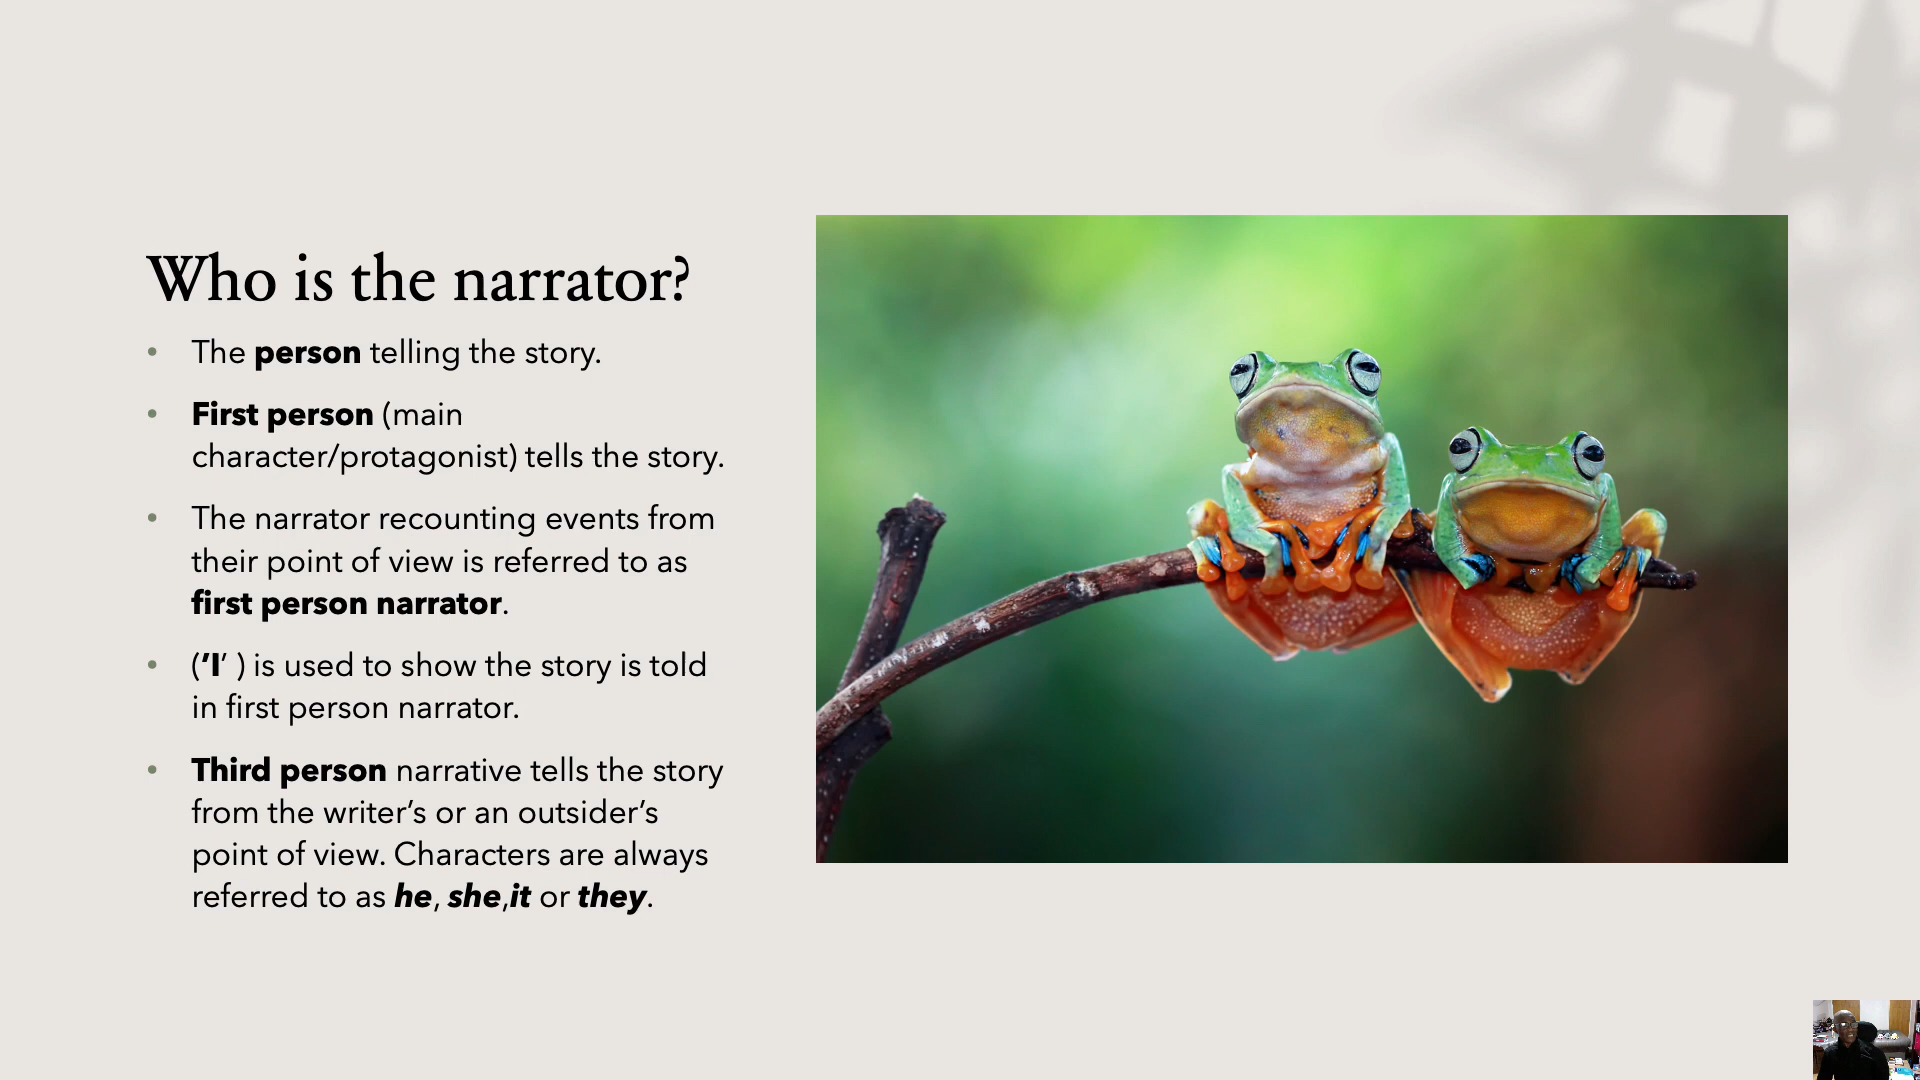 Who is the narrator?
• The person telling the story.
• First person (main
character/protagonist) tells the story.
• The narrator recounting events from
their point of view is referred to as
first person narrator.
• (’I’ ) is used to show the story is told
in first person narrator.
• Third person narrative tells the story
from the writer’s or an outsider’s
point of view. Characters are always
referred to as he, she,it or they.